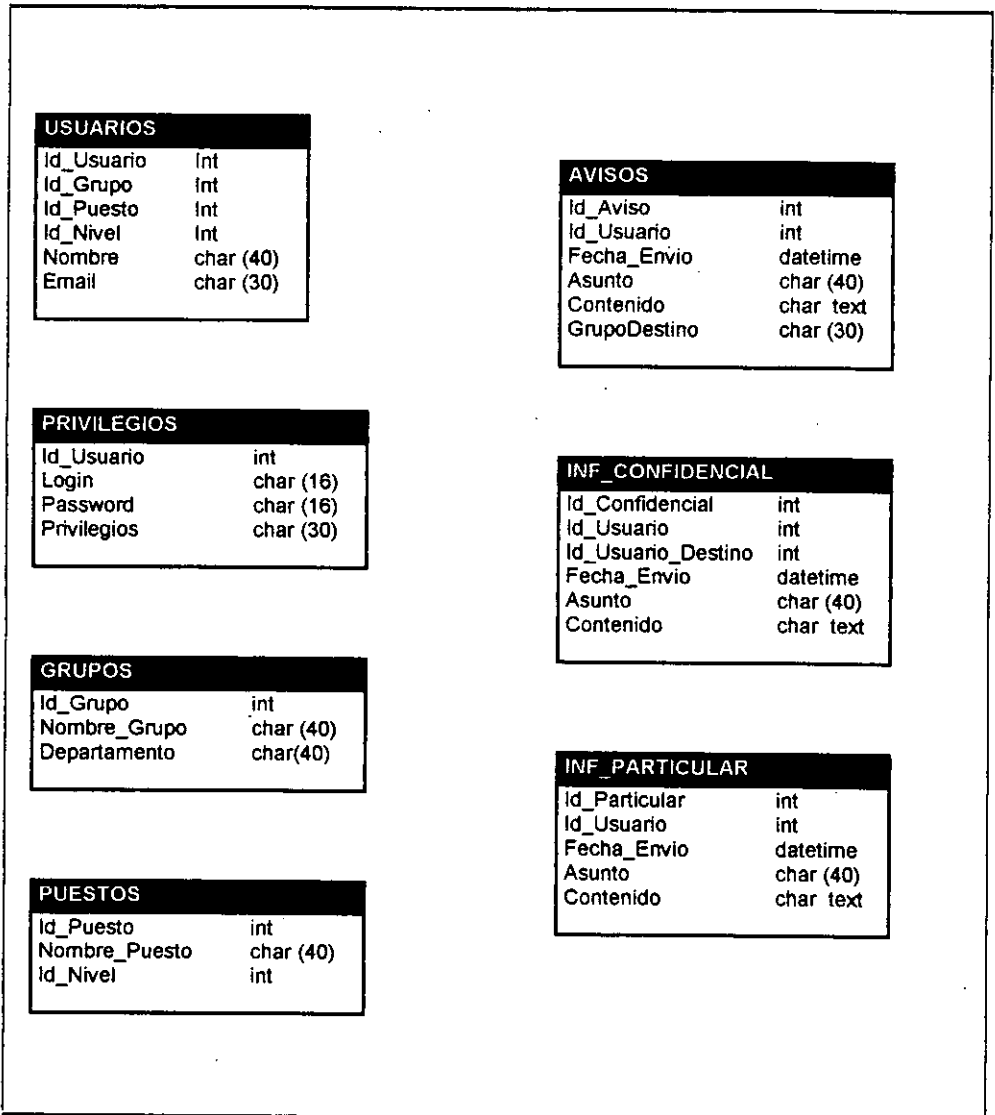 USUARIOS
Id_Usuario Int
Id_Grupo Int
Id_Puesto Int
Id_Nivel Int
Nombre char (40)
Email char (30)
PRIVILEGIOS
Id_Usuario int
Login char (16)
Password char (16)
Privilegios char (30)
GRUPOS
Id_Grupo int
Nombre_Grupo char (40)
Departamento char(40)
PUESTOS
Id_Puesto int
Nombre_Puesto char (40)
Id_Nivel int
AVISOS
Id_Aviso int
Id_Usuario int
Fecha_Envio datetime
Asunto char (40)
Contenido char text
GrupoDestino char (30)
INF_CONFIDENCIAL
Id_Confidencial int
Id_Usuario int
Id_Usuario_Destino int
Fecha_Envio datetime
Asunto char (40)
Contenido char text
INF_PARTICULAR
Id_Particular int
Id_Usuario int
Fecha_Envio datetime
Asunto char (40)
Contenido char text